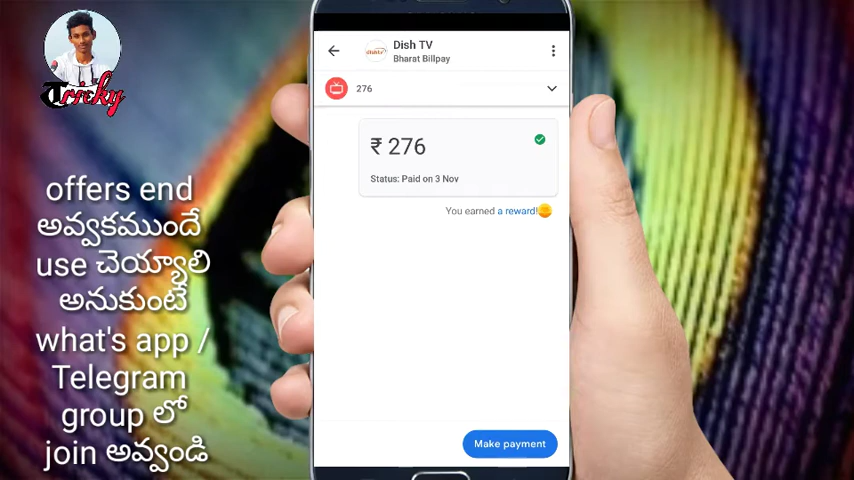 Tricky
offers end
అవ్వకముందే
use చెయ్యాలి
అనుకుంటే
what's app /
Telegram
group లో
join అవ్వండి
Dish TV
Bharat Billpay
dishtv
276
₹ 276
Status: Paid on 3 Nov
You earned a reward!
Make payment